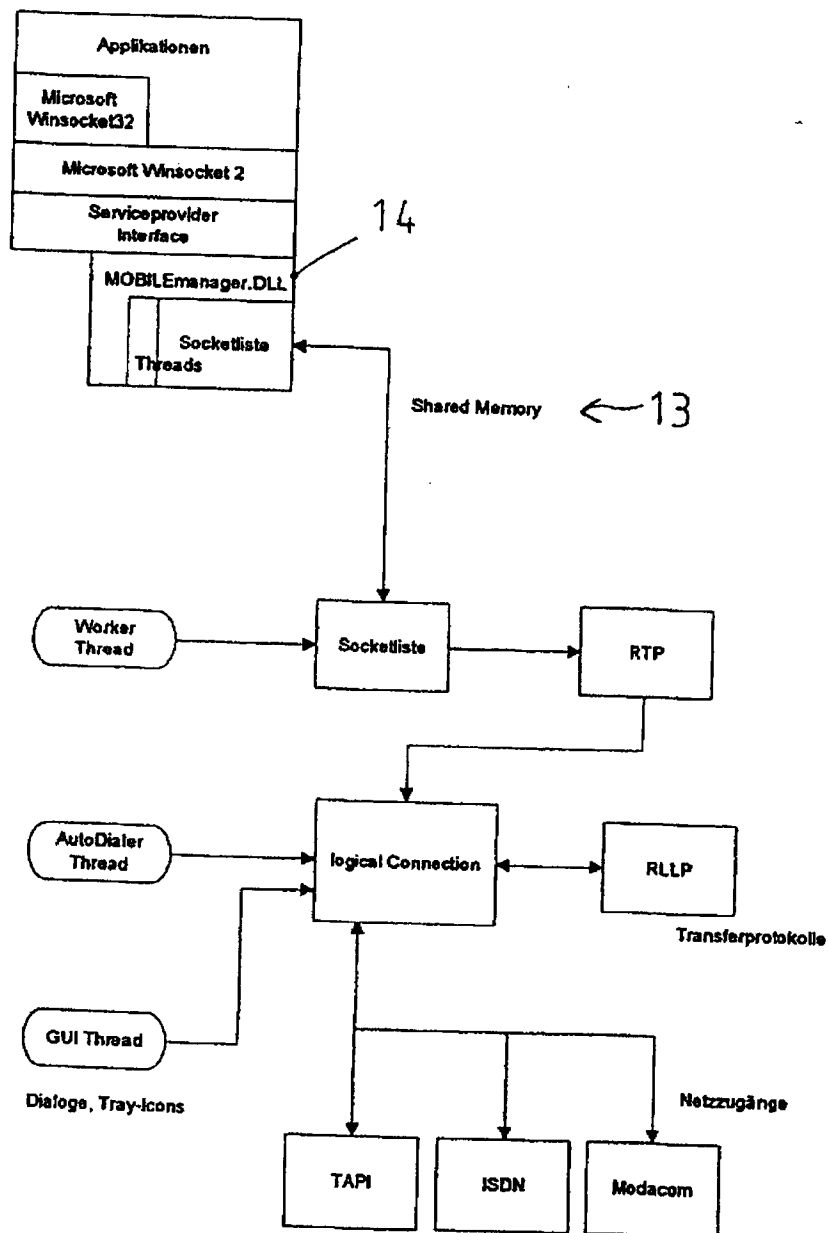 Applikationen
Microsoft
Winsocket32
Microsoft Winsocket 2
Serviceprovider
Interface
14
MOBILEmanager.DLL
Socketliste
Threads
Shared Memory
13
Worker
Thread
Socketliste
RTP
AutoDialer
Thread
logical Connection
RLLP
Transferprotokolle
GUI Thread
Dialoge, Tray-Icons
Netzzugänge
TAPI
ISDN
Modacom